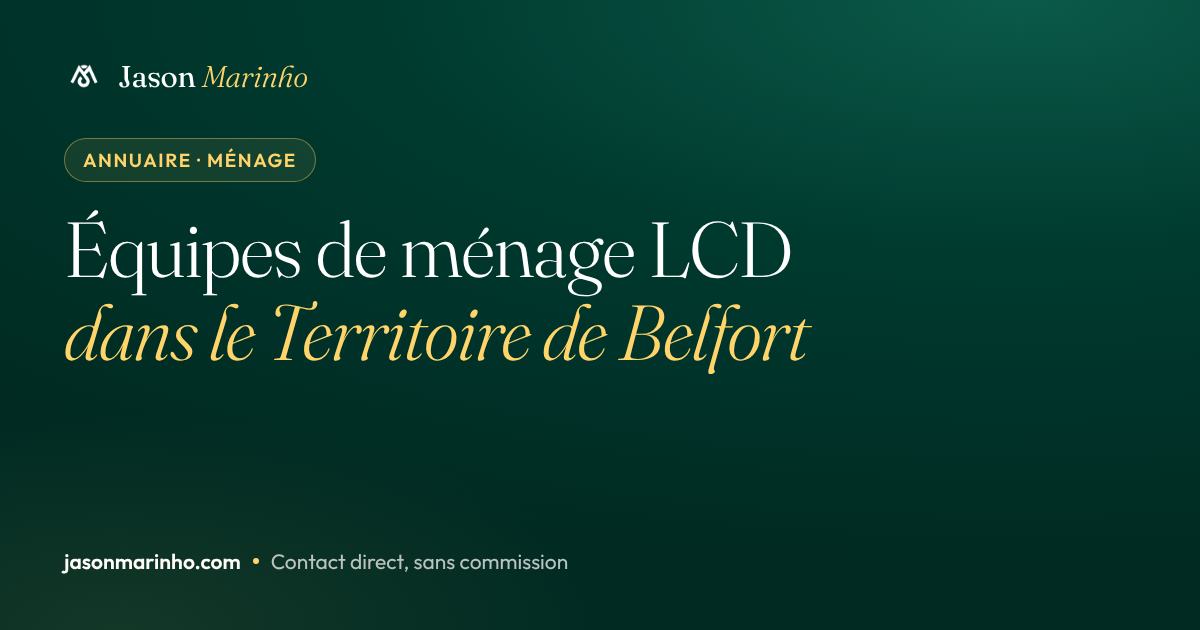 Jason Marinho
ANNUAIRE · MÉNAGE
Équipes de ménage LCD
dans le Territoire de Belfort
jasonmarinho.com • Contact direct, sans commission